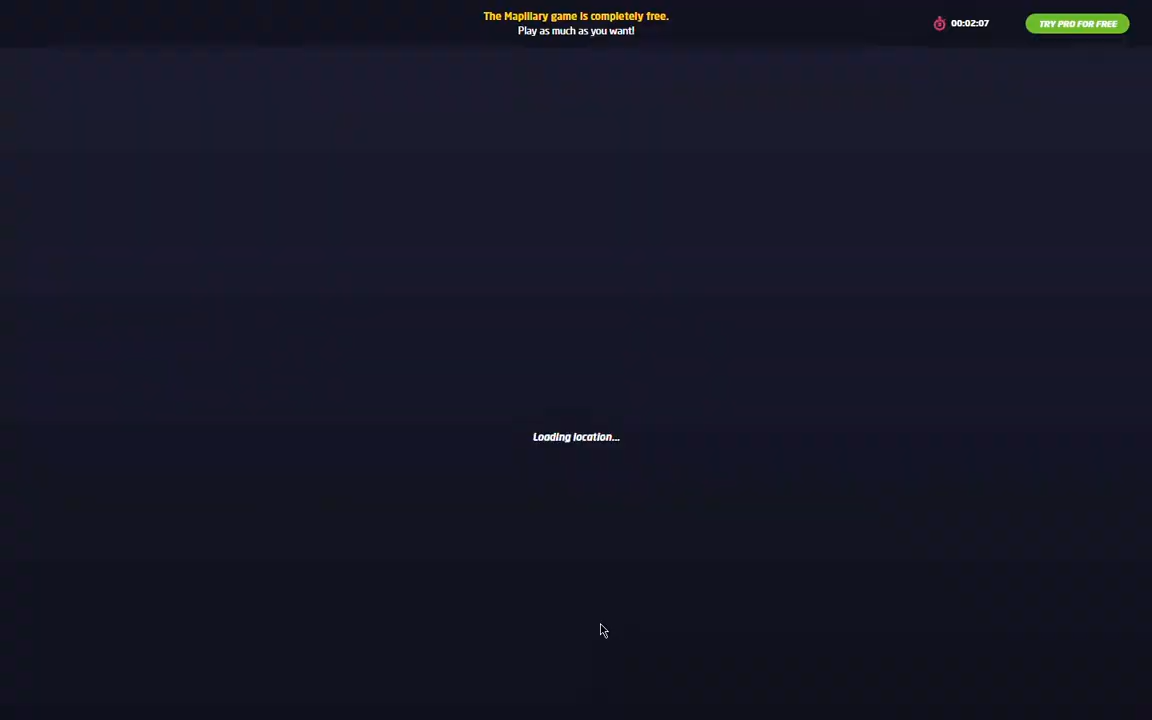 The Mapillary game is completely free.
Play as much as you want!
00:02:07
TRY PRO FOR FREE
Loading location...